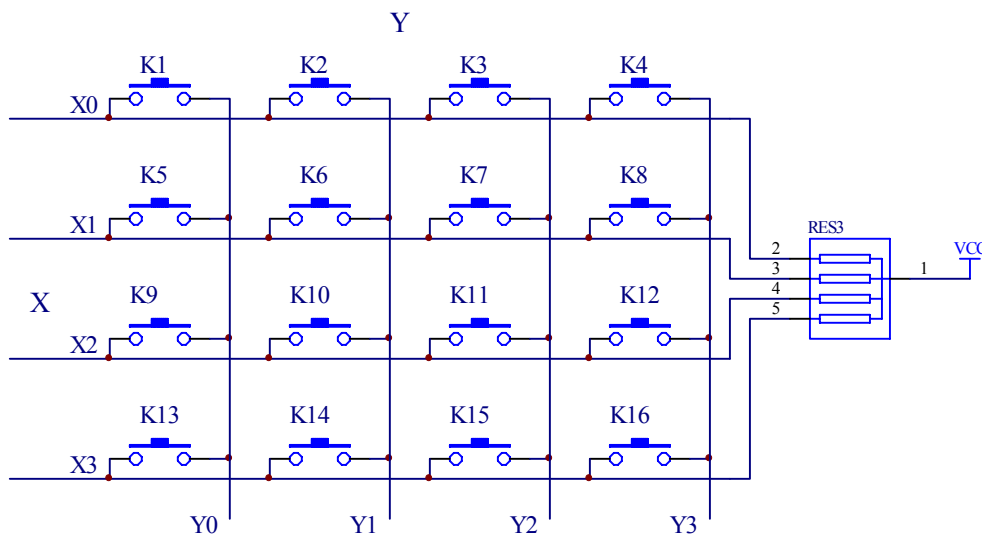 Y
K1 K2 K3 K4
X0
K5 K6 K7 K8
X1
RES3
2
3
4
5
1
VCC
X
K9 K10 K11 K12
X2
K13 K14 K15 K16
X3
Y0 Y1 Y2 Y3